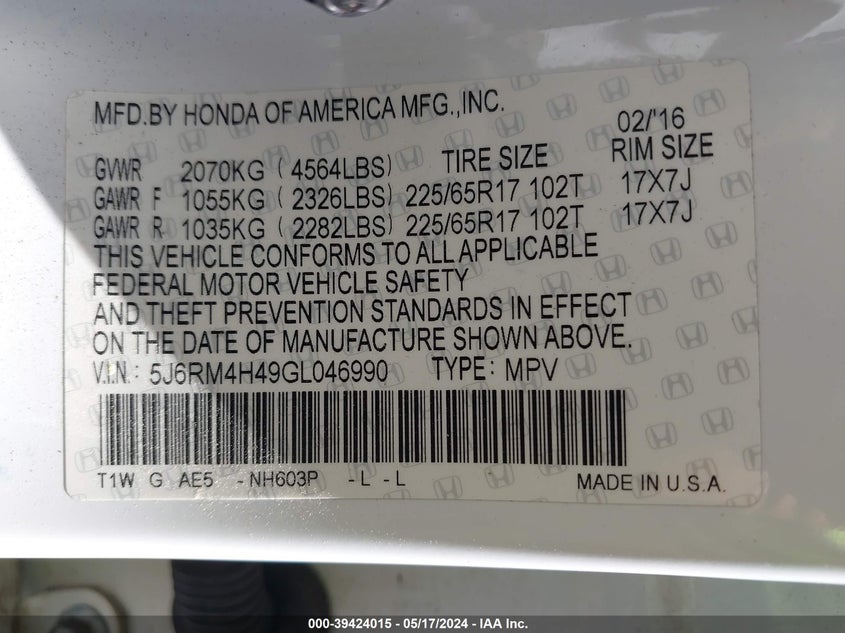 MFD.BY HONDA OF AMERICA MFG.,INC.
02/'16
GVWR 2070KG ( 4564LBS) TIRE SIZE RIM SIZE
GAWR F 1055KG ( 2326LBS) 225/65R17 102T 17X7J
GAWR R 1035KG ( 2282LBS) 225/65R17 102T 17X7J
THIS VEHICLE CONFORMS TO ALL APPLICABLE
FEDERAL MOTOR VEHICLE SAFETY
AND THEFT PREVENTION STANDARDS IN EFFECT
ON THE DATE OF MANUFACTURE SHOWN ABOVE.
V.I.N.: 5J6RM4H49GL046990 TYPE: MPV
T1W G AE5 -NH603P -L -L MADE IN U.S.A.
000-39424015 - 05/17/2024 - IAA Inc.